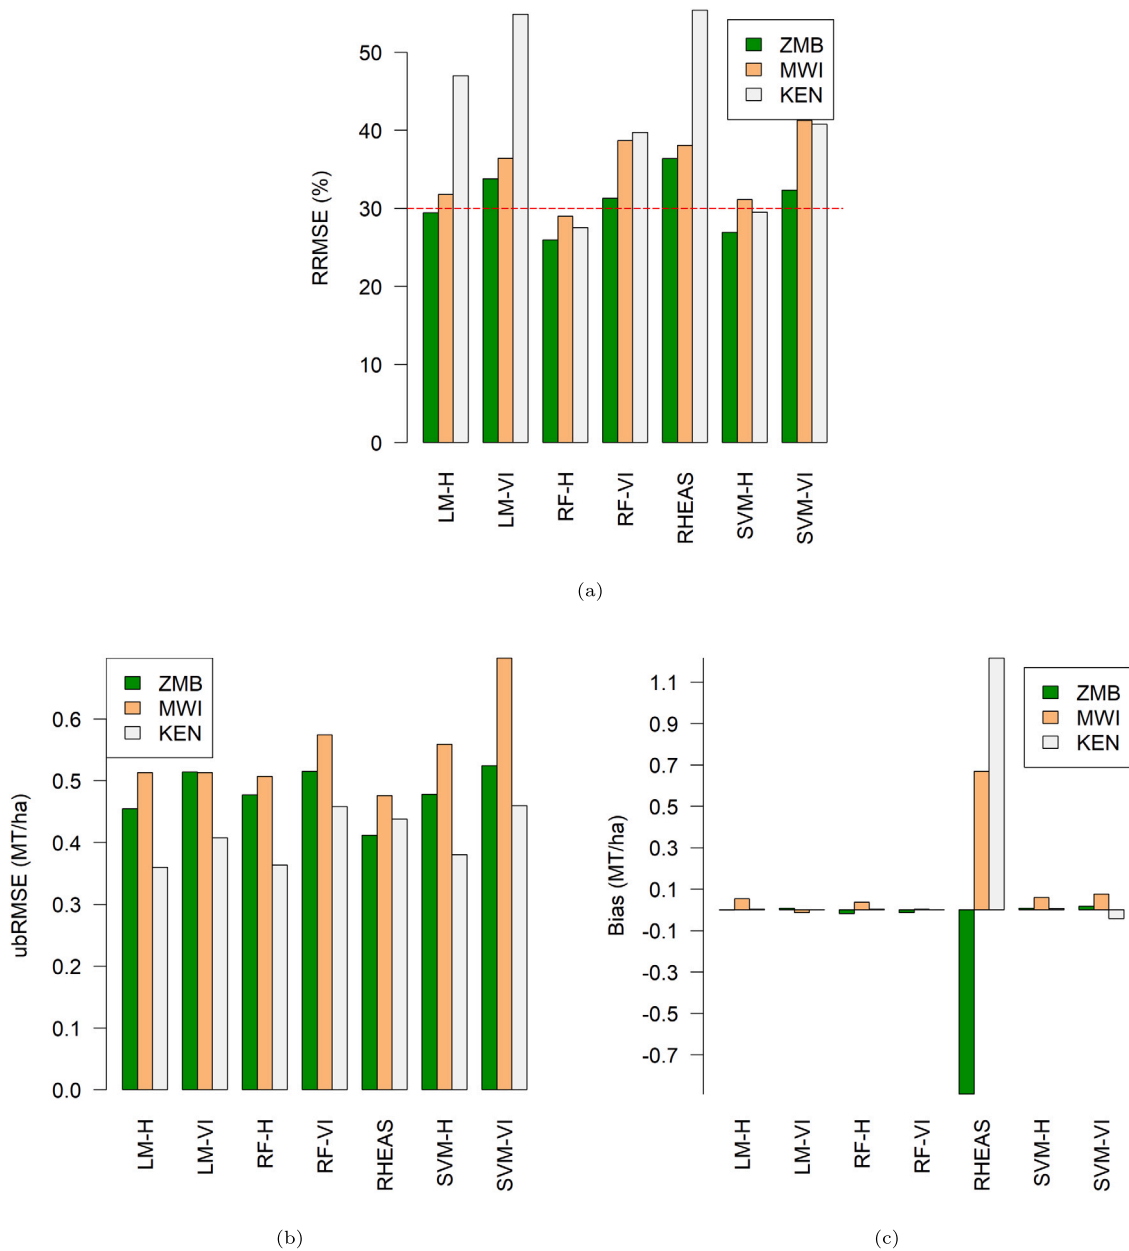 RRMSE (%)
50
40
30
20
10
0
ZMB
MWI
KEN
LM-H
LM-VI
RF-H
RF-VI
RHEAS
SVM-H
SVM-VI
(a)
ubRMSE (MT/ha)
0.6
0.5
0.4
0.3
0.2
0.1
0.0
ZMB
MWI
KEN
LM-H
LM-VI
RF-H
RF-VI
RHEAS
SVM-H
SVM-VI
(b)
Bias (MT/ha)
1.1
0.9
0.7
0.5
0.3
0.1
-0.1
-0.3
-0.5
-0.7
ZMB
MWI
KEN
LM-H
LM-VI
RF-H
RF-VI
RHEAS
SVM-H
SVM-VI
(c)